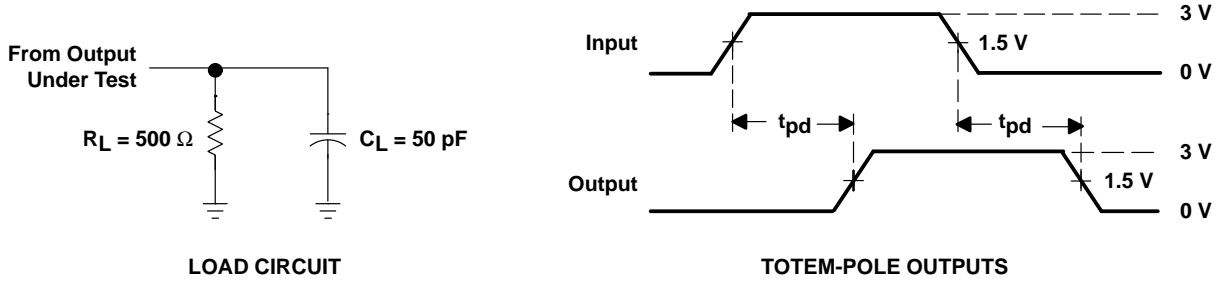 From Output
Under Test
RL = 500 Ω
CL = 50 pF
LOAD CIRCUIT
Input
3 V
1.5 V
0 V
tpd
tpd
Output
3 V
1.5 V
0 V
TOTEM-POLE OUTPUTS